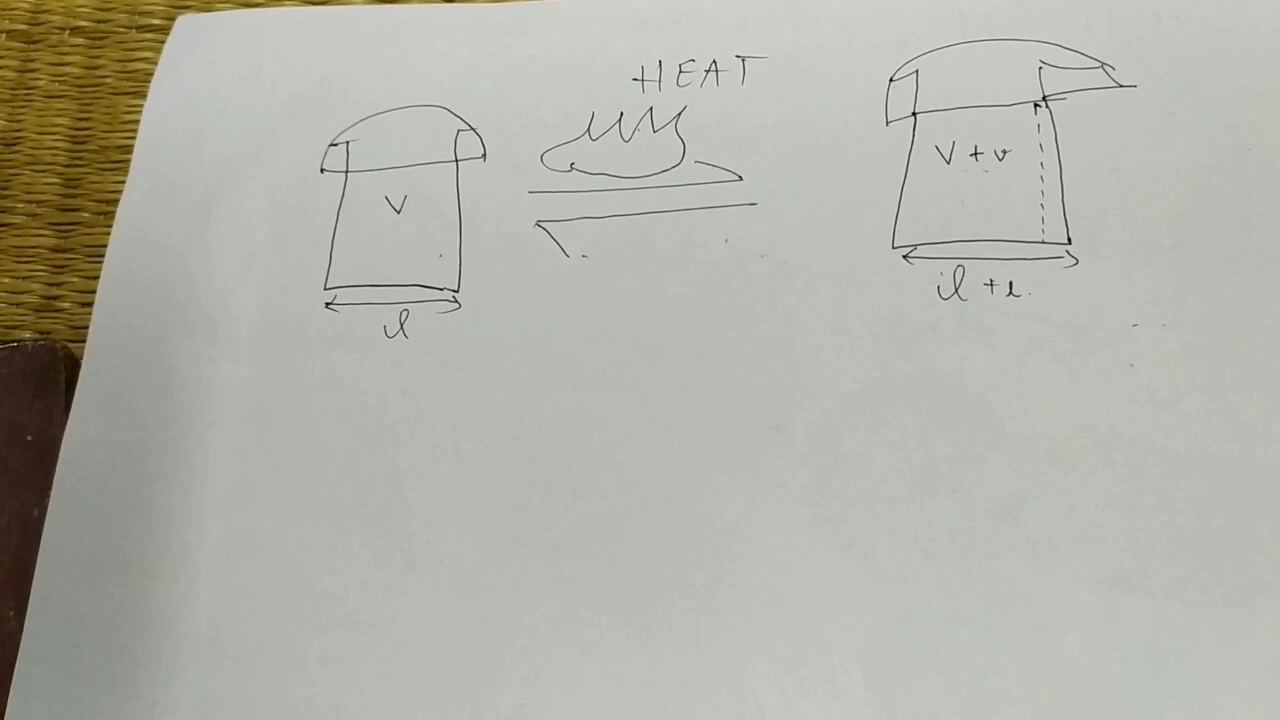 HEAT
V
V + v
l
l + l